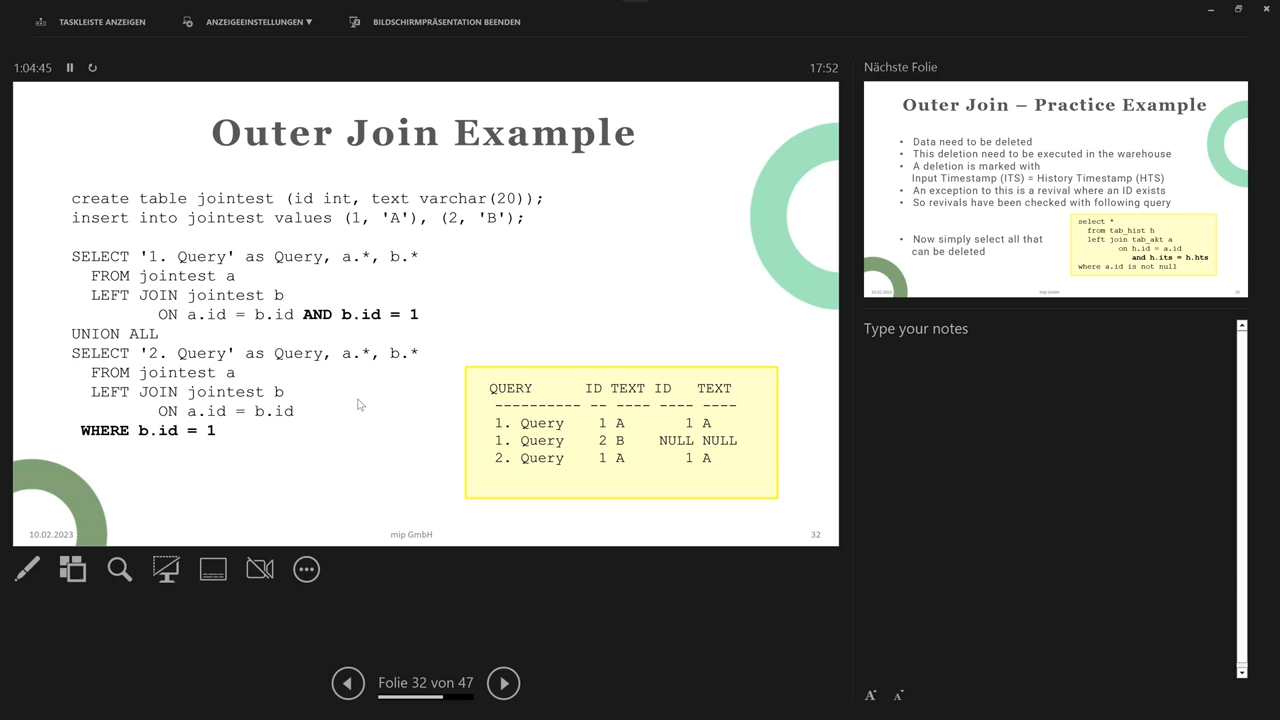 TASKLEISTE ANZEIGEN
ANZEIGEEINSTELLUNGEN ▼
BILDSCHIRMPRÄSENTATION BEENDEN
1:04:45
17:52
Outer Join Example
create table jointest (id int, text varchar(20));
insert into jointest values (1, 'A'), (2, 'B');
SELECT '1. Query' as Query, a.*, b.*
FROM jointest a
LEFT JOIN jointest b
ON a.id = b.id AND b.id = 1
UNION ALL
SELECT '2. Query' as Query, a.*, b.*
FROM jointest a
LEFT JOIN jointest b
ON a.id = b.id
WHERE b.id = 1
QUERY ID TEXT ID TEXT
---------- -- ---- ---- ----
1. Query 1 A 1 A
1. Query 2 B NULL NULL
2. Query 1 A 1 A
10.02.2023
mip GmbH
32
Folie 32 von 47
Nächste Folie
Outer Join – Practice Example
• Data need to be deleted
• This deletion need to be executed in the warehouse
• A deletion is marked with
Input Timestamp (ITS) = History Timestamp (HTS)
• An exception to this is a revival where an ID exists
• So revivals have been checked with following query
select *
from tab_hist h
left join tab_akt a
on h.id = a.id
and h.its = h.hts
where a.id is not null
• Now simply select all that
can be deleted
10.02.2023
mip GmbH
33
Type your notes
A A